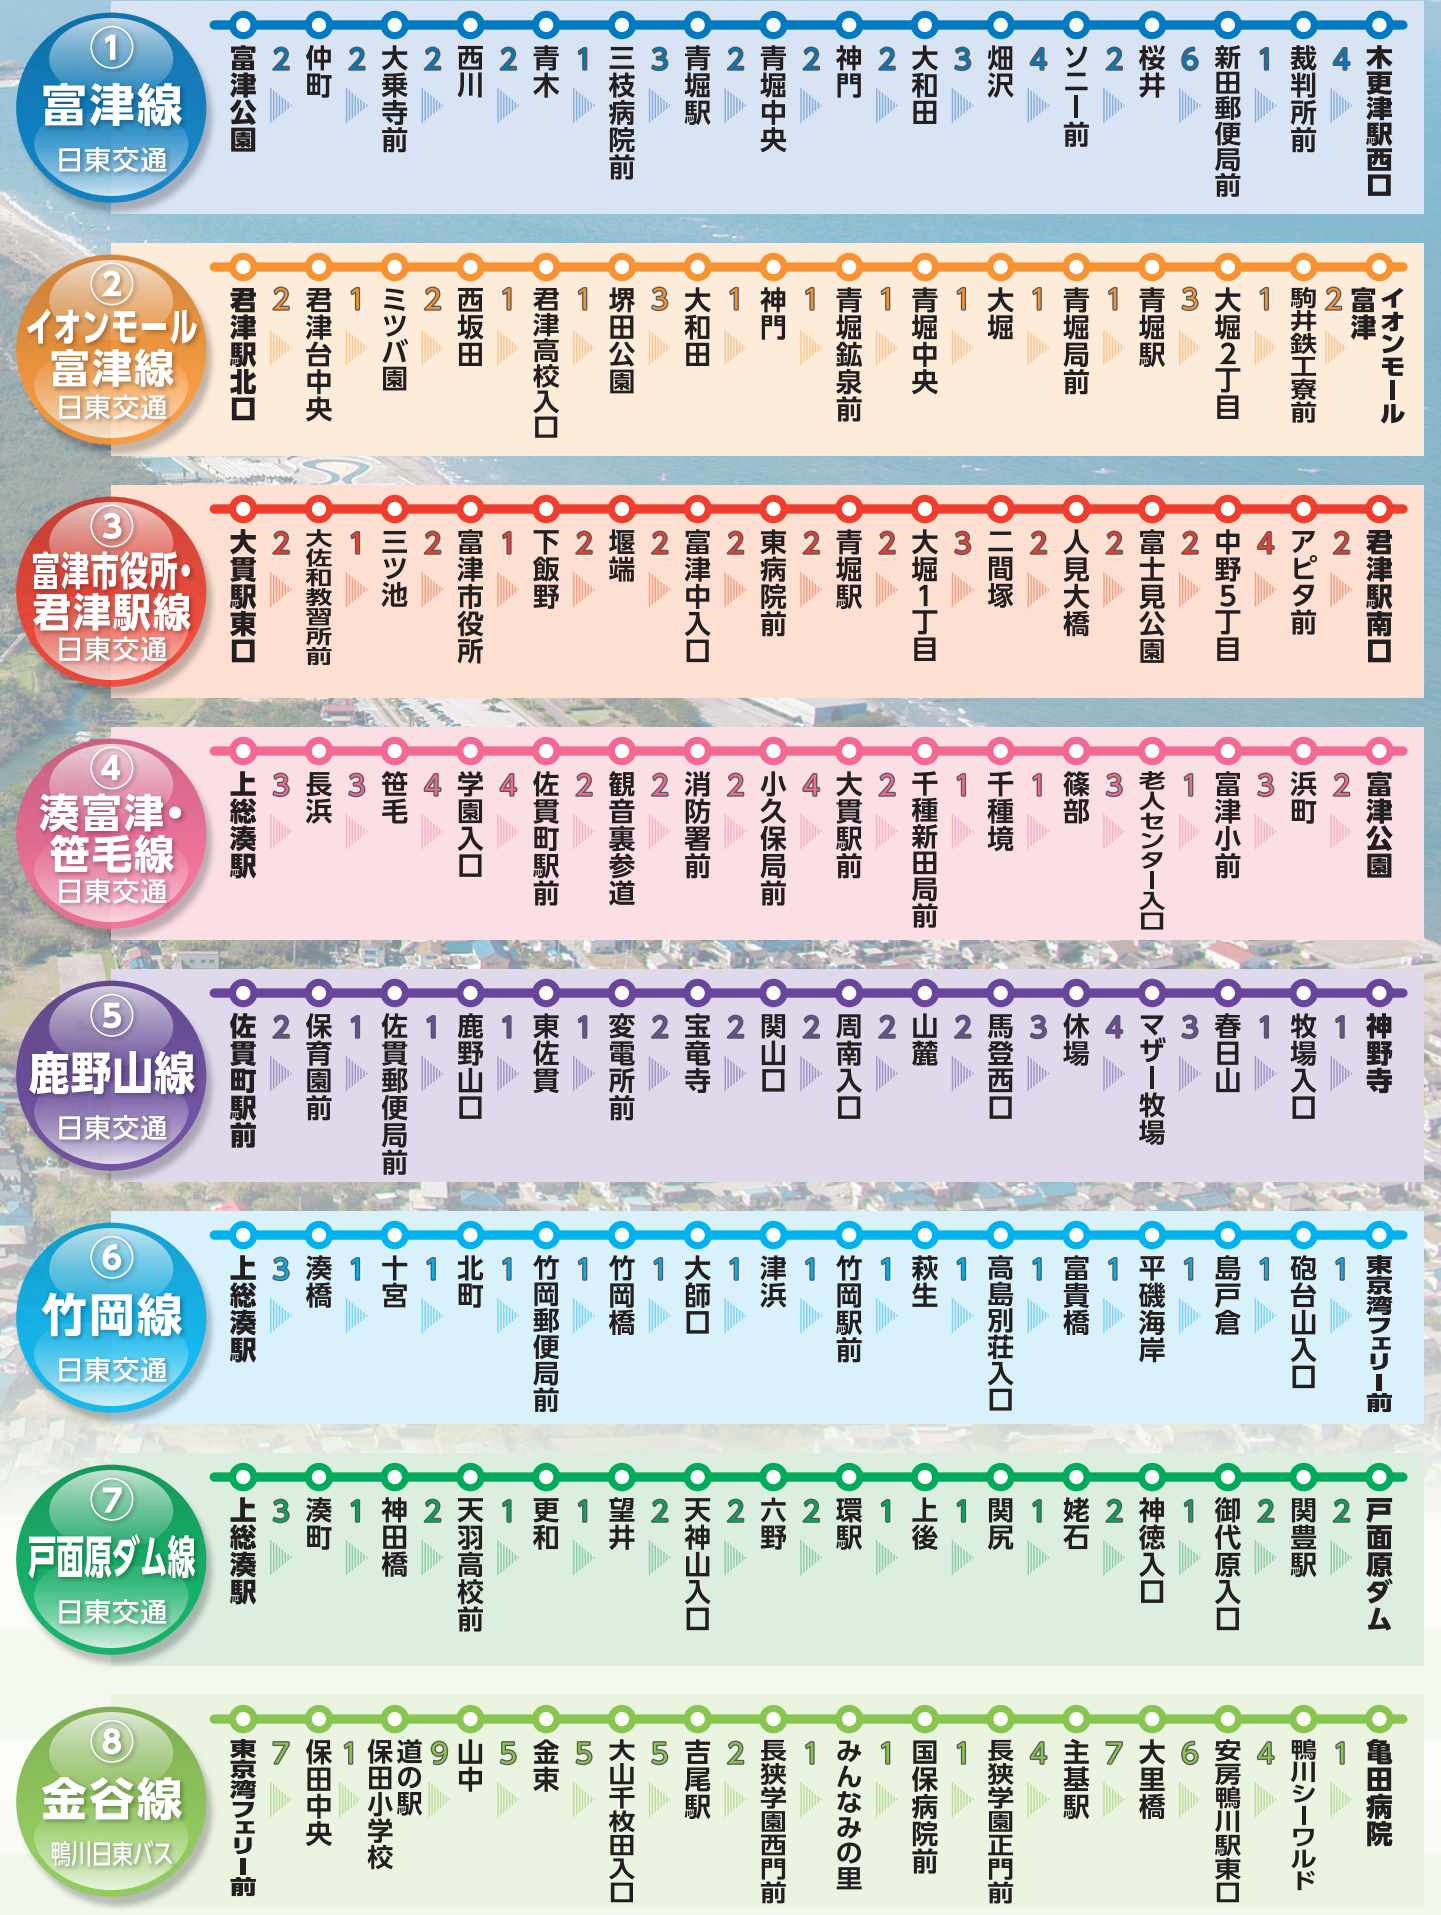 ① 富津線 日東交通
富津公園 2 仲町 2 大乗寺前 2 西川 2 青木 1 三枝病院前 3 青堀駅 2 青堀中央 2 神門 2 大和田 3 畑沢 4 ソニー前 2 桜井 6 新田郵便局前 1 裁判所前 4 木更津駅西口
② イオンモール富津線 日東交通
君津駅北口 2 君津台中央 1 ミツバ園 2 西坂田 1 君津高校入口 1 堺田公園 3 大和田 1 神門 1 青堀鉱泉前 1 青堀中央 1 大堀 1 青堀局前 1 青堀駅 3 大堀2丁目 1 駒井鉄工寮前 2 イオンモール富津
③ 富津市役所・君津駅線 日東交通
大貫駅東口 2 大佐和教習所前 1 三ツ池 2 富津市役所 1 下飯野 2 堰端 2 富津中入口 2 東病院前 2 青堀駅 2 大堀1丁目 3 二間塚 2 人見大橋 2 富士見公園 2 中野5丁目 4 アピタ前 2 君津駅南口
④ 湊富津・笹毛線 日東交通
上総湊駅 3 長浜 3 笹毛 4 学園入口 4 佐貫町駅前 2 観音裏参道 2 消防署前 2 小久保局前 4 大貫駅前 2 千種新田局前 1 千種境 1 篠部 3 老人センター入口 1 富津小前 3 浜町 2 富津公園
⑤ 鹿野山線 日東交通
佐貫町駅前 2 保育園前 1 佐貫郵便局前 1 鹿野山口 1 東佐貫 1 変電所前 2 宝竜寺 2 関山口 2 周南入口 2 山麓 2 馬登西口 3 休場 4 マザー牧場 3 春日山 1 牧場入口 1 神野寺
⑥ 竹岡線 日東交通
上総湊駅 3 湊橋 1 十宮 1 北町 1 竹岡郵便局前 1 竹岡橋 1 大師口 1 津浜 1 竹岡駅前 1 萩生 1 高島別荘入口 1 富貴橋 1 平磯海岸 1 島戸倉 1 砲台山入口 1 東京湾フェリー前
⑦ 戸面原ダム線 日東交通
上総湊駅 3 湊町 1 神田橋 2 天羽高校前 1 更和 1 望井 2 天神山入口 2 六野 2 環駅 1 上後 1 関尻 1 姥石 2 神徳入口 1 御代原入口 2 関豊駅 2 戸面原ダム
⑧ 金谷線 鴨川日東バス
東京湾フェリー前 7 保田中央 1 道の駅保田小学校 9 山中 5 金束 5 大山千枚田入口 5 吉尾駅 2 長狭学園西門前 1 みんなみの里 1 国保病院前 1 長狭学園正門前 4 主基駅 7 大里橋 6 安房鴨川駅東口 4 鴨川シーワルド 1 亀田病院